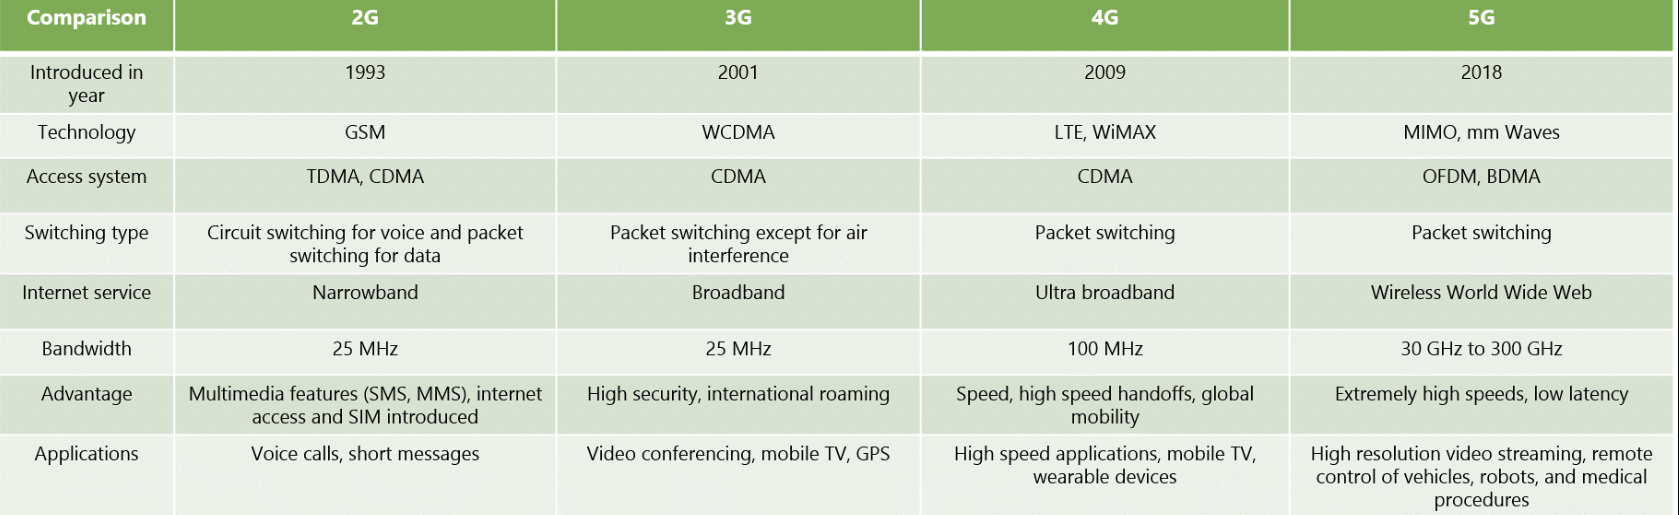 Comparison 2G 3G 4G 5G
Introduced in
year
1993 2001 2009 2018
Technology GSM WCDMA LTE, WiMAX MIMO, mm Waves
Access system TDMA, CDMA CDMA CDMA OFDM, BDMA
Switching type
Circuit switching for voice and packet
switching for data
Packet switching except for air
interference
Packet switching
Packet switching
Internet service Narrowband Broadband Ultra broadband Wireless World Wide Web
Bandwidth 25 MHz 25 MHz 100 MHz 30 GHz to 300 GHz
Advantage
Multimedia features (SMS, MMS), internet
access and SIM introduced
High security, international roaming
Speed, high speed handoffs, global
mobility
Extremely high speeds, low latency
Applications
Voice calls, short messages
Video conferencing, mobile TV, GPS
High speed applications, mobile TV,
wearable devices
High resolution video streaming, remote
control of vehicles, robots, and medical
procedures